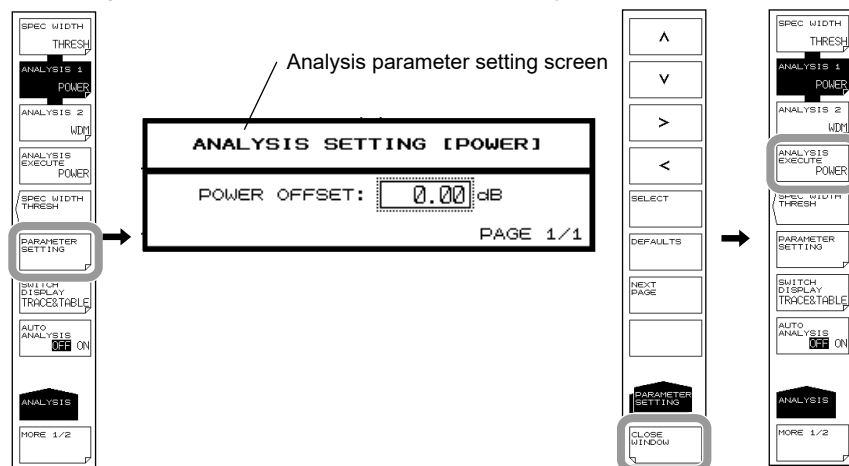 SPEC WIDTH
THRESH
ANALYSIS 1
POWER
ANALYSIS 2
WDM
ANALYSIS
EXECUTE
POWER
SPEC WIDTH
THRESH
PARAMETER
SETTING
SWITCH
DISPLAY
TRACE&TABLE
AUTO
ANALYSIS
OFF ON
ANALYSIS
MORE 1/2
Analysis parameter setting screen
ANALYSIS SETTING [POWER]
POWER OFFSET: 0.00 dB
PAGE 1/1
∧
∨
>
<
SELECT
DEFAULTS
NEXT
PAGE
PARAMETER
SETTING
CLOSE
WINDOW
SPEC WIDTH
THRESH
ANALYSIS 1
POWER
ANALYSIS 2
WDM
ANALYSIS
EXECUTE
POWER
SPEC WIDTH
THRESH
PARAMETER
SETTING
SWITCH
DISPLAY
TRACE&TABLE
AUTO
ANALYSIS
OFF ON
ANALYSIS
MORE 1/2